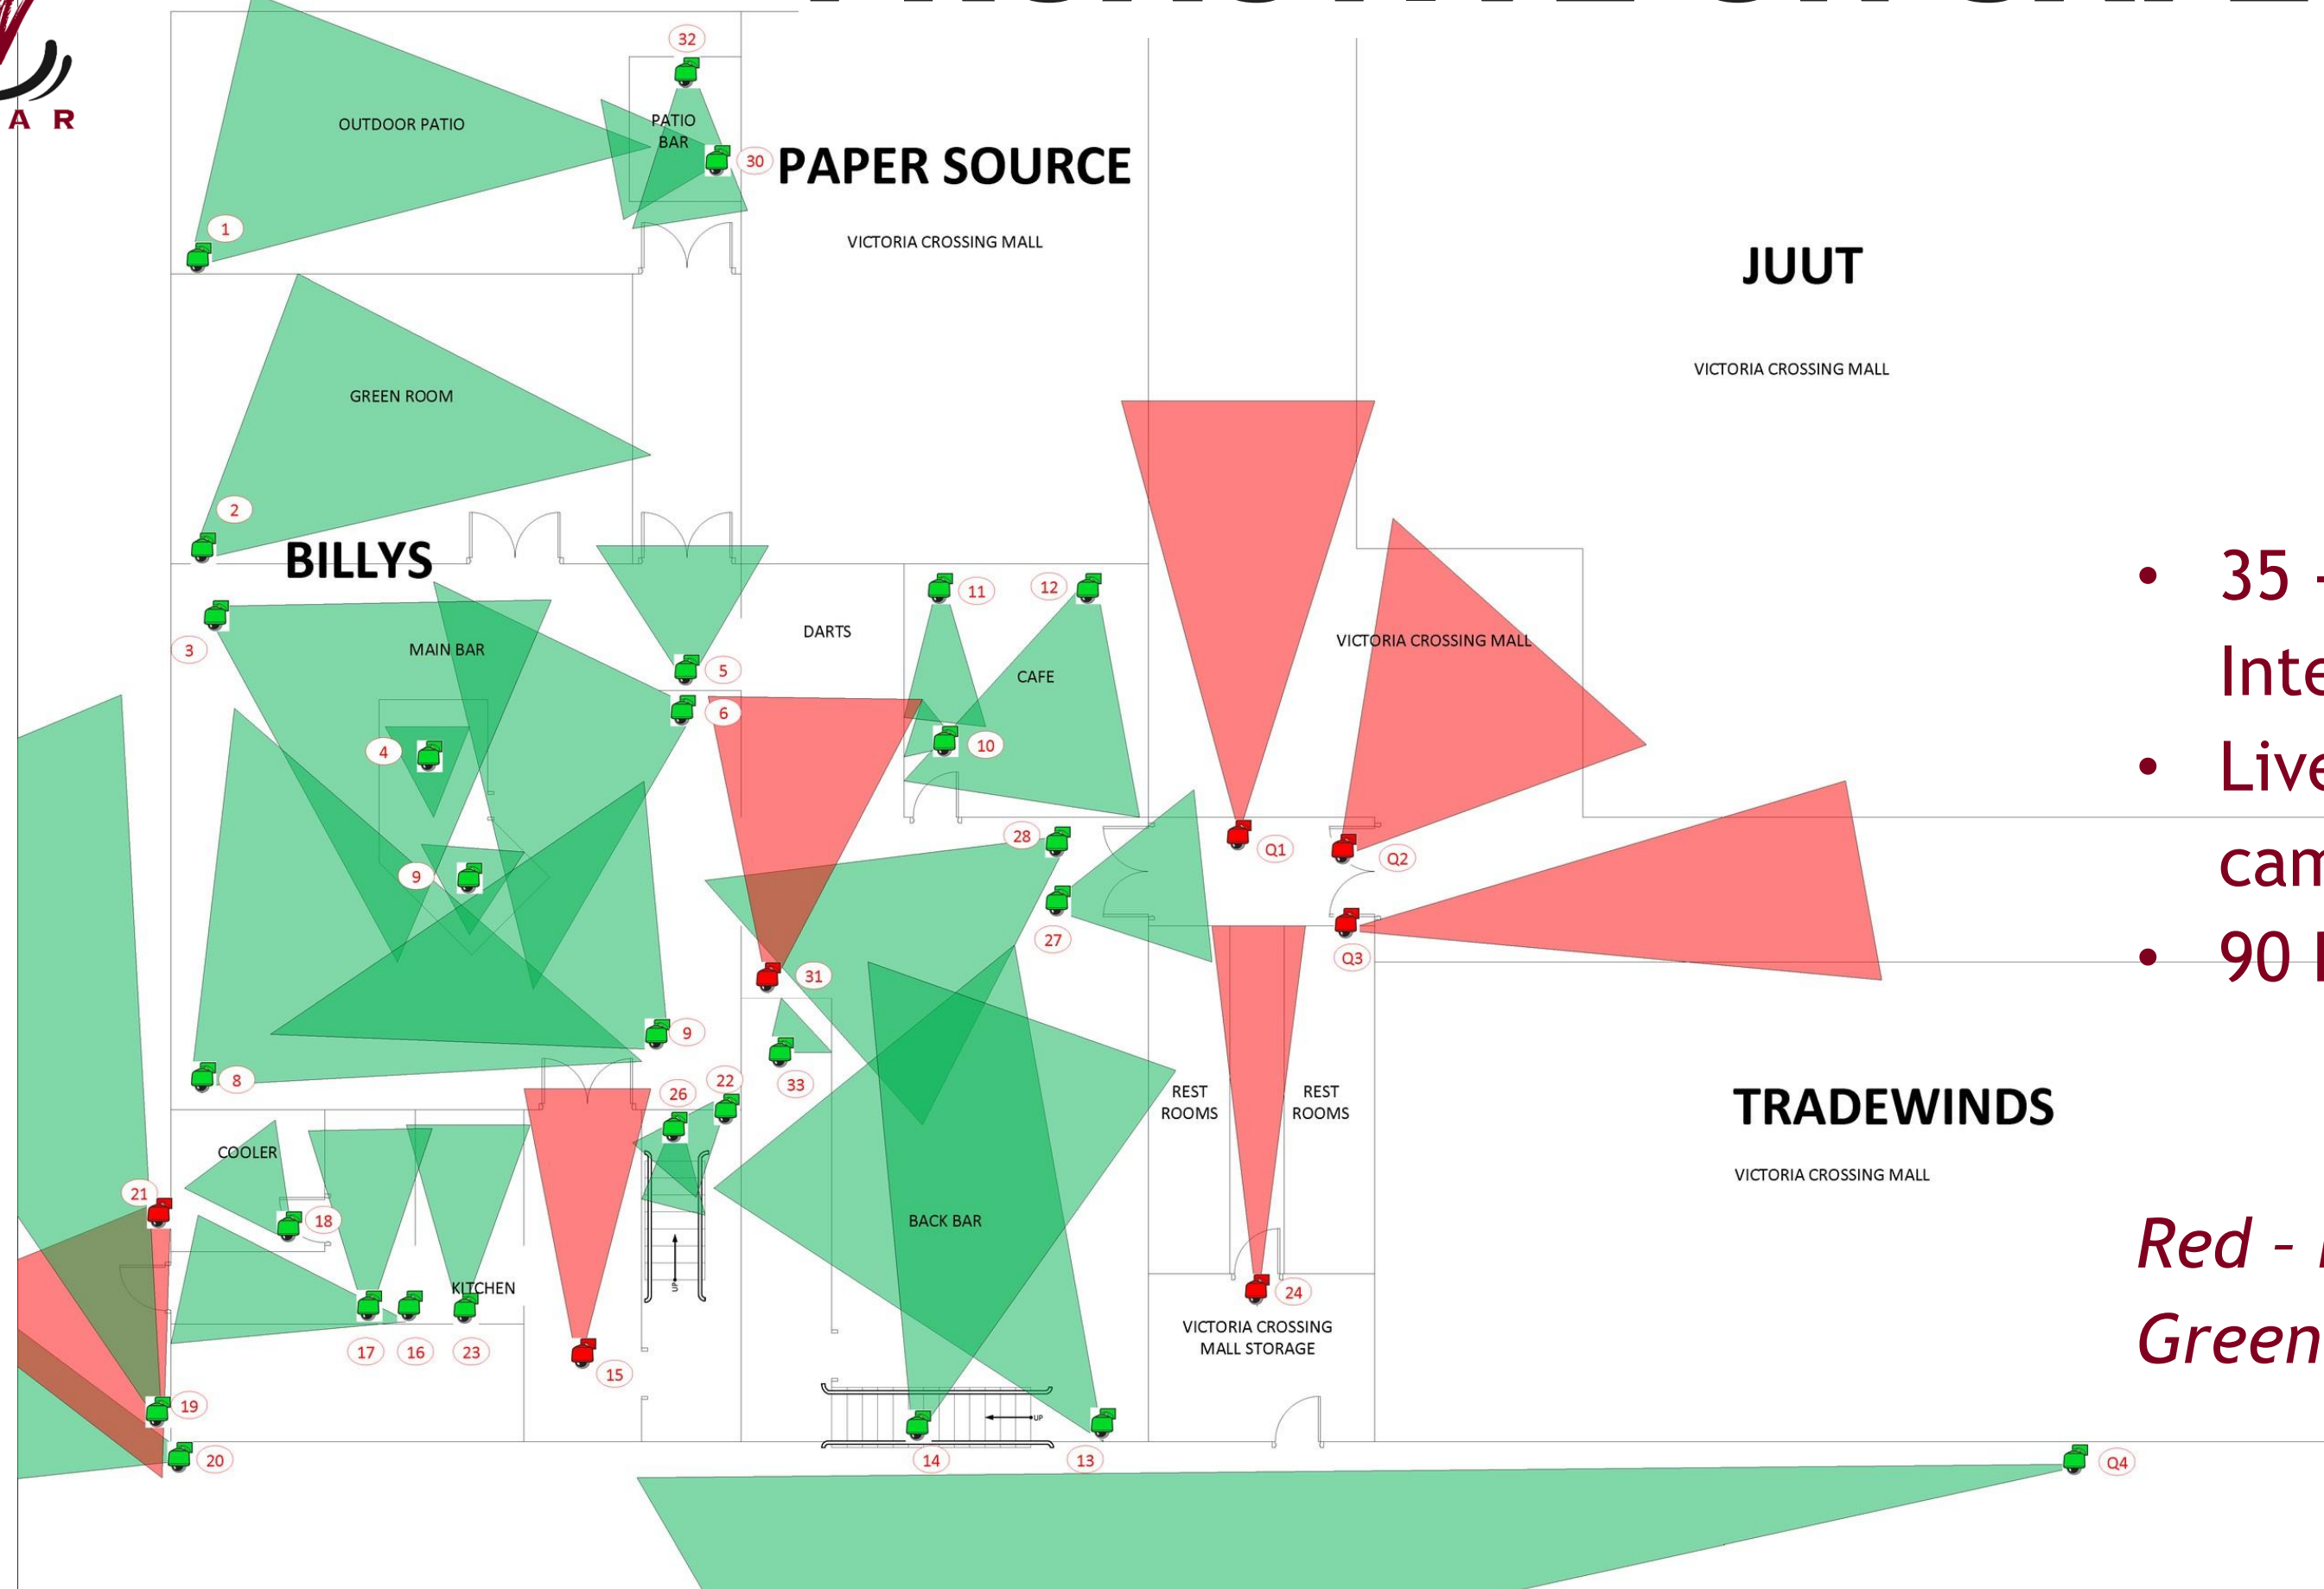 A R
32
OUTDOOR PATIO
PATIO
BAR
30
PAPER SOURCE
1
VICTORIA CROSSING MALL
JUUT
VICTORIA CROSSING MALL
GREEN ROOM
2
BILLYS
11
12
3
MAIN BAR
DARTS
VICTORIA CROSSING MALL
5
CAFE
6
4
10
28
Q1
Q2
9
27
Q3
31
9
8
33
26
22
REST
ROOMS
REST
ROOMS
TRADEWINDS
COOLER
VICTORIA CROSSING MALL
21
18
BACK BAR
KITCHEN
UP
24
VICTORIA CROSSING
MALL STORAGE
17
16
23
15
19
UP
20
14
13
Q4
• 35 -
Inte
• Live
cam
• 90
Red -
Green